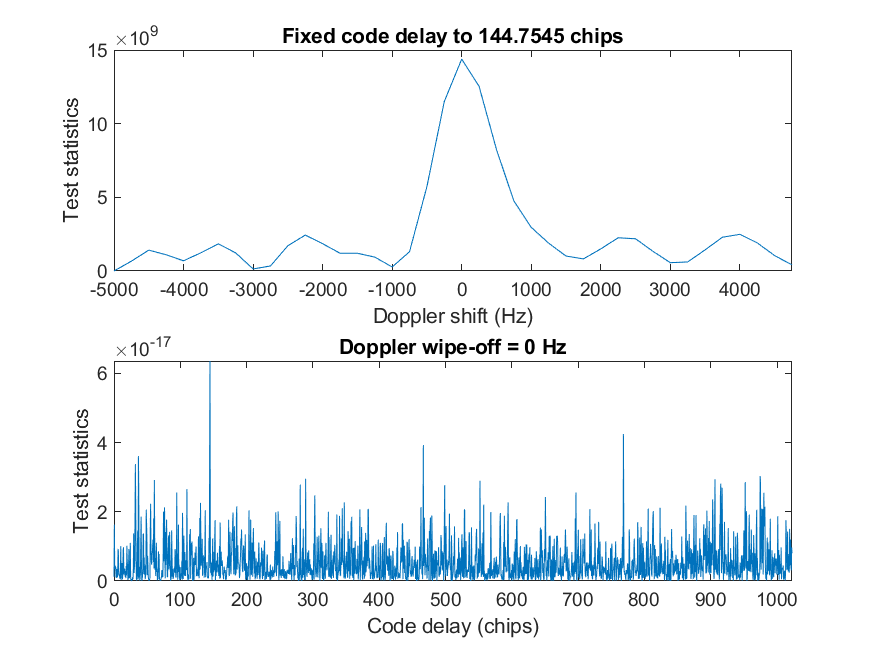 ×10⁹
Fixed code delay to 144.7545 chips
15
10
5
0
Test statistics
-5000 -4000 -3000 -2000 -1000 0 1000 2000 3000 4000
Doppler shift (Hz)
×10⁻¹⁷
Doppler wipe-off = 0 Hz
6
4
2
0
Test statistics
0 100 200 300 400 500 600 700 800 900 1000
Code delay (chips)